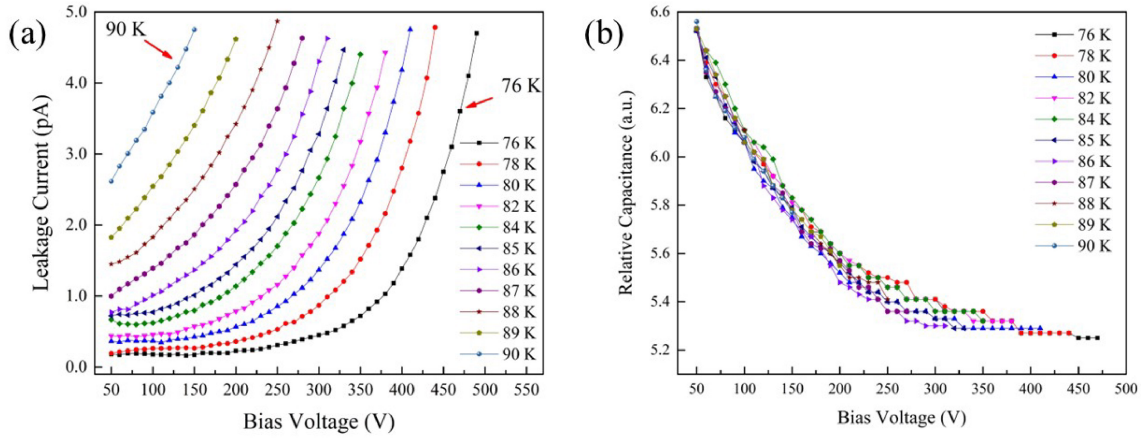 (a)
90 K
76 K
Leakage Current (pA)
5.0
4.0
3.0
2.0
1.0
0.0
76 K
78 K
80 K
82 K
84 K
85 K
86 K
87 K
88 K
89 K
90 K
50 100 150 200 250 300 350 400 450 500
Bias Voltage (V)
(b)
Relative Capacitance (a.u.)
6.6
6.4
6.2
6.0
5.8
5.6
5.4
5.2
76 K
78 K
80 K
82 K
84 K
85 K
86 K
87 K
88 K
89 K
90 K
50 100 150 200 250 300 350 400 450 500
Bias Voltage (V)